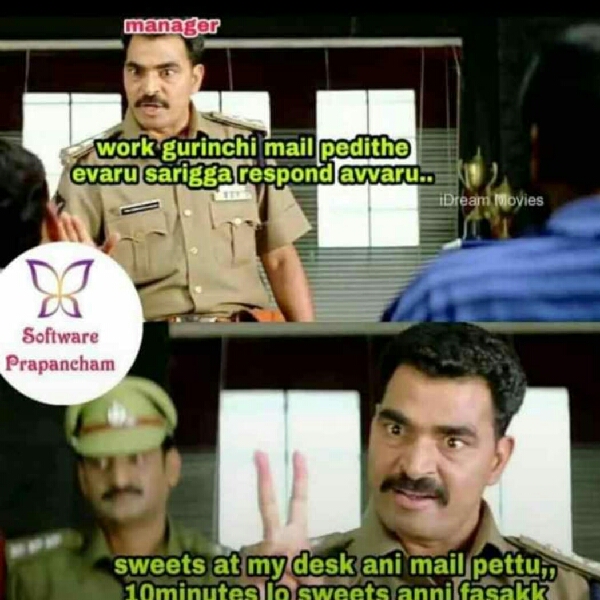 manager
work gurinchi mail pedithe
evaru sarigga respond avvaru..
iDream Movies
Software
Prapancham
sweets at my desk ani mail pettu,,
10minutes lo sweets anni fasakk